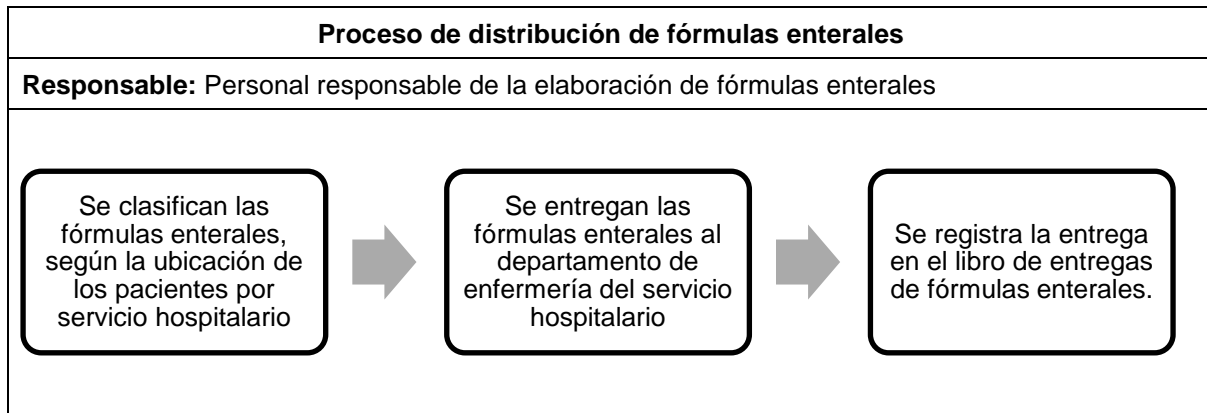 Proceso de distribución de fórmulas enterales
Responsable: Personal responsable de la elaboración de fórmulas enterales
Se clasifican las
fórmulas enterales,
según la ubicación de
los pacientes por
servicio hospitalario
Se entregan las
fórmulas enterales al
departamento de
enfermería del servicio
hospitalario
Se registra la entrega
en el libro de entregas
de fórmulas enterales.